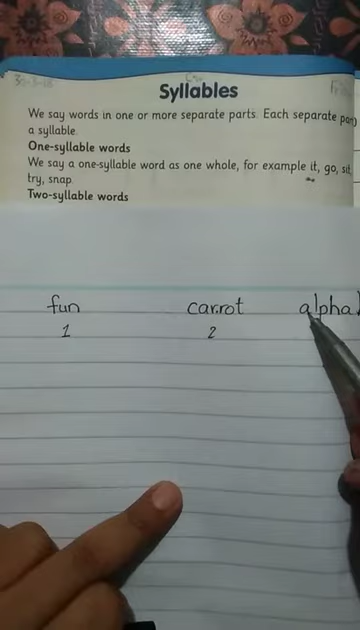 Syllables
We say words in one or more separate parts. Each separate part
a syllable.
One-syllable words
We say a one-syllable word as one whole, for example it, go, sit,
try, snap.
Two-syllable words
fun carrot
1 2